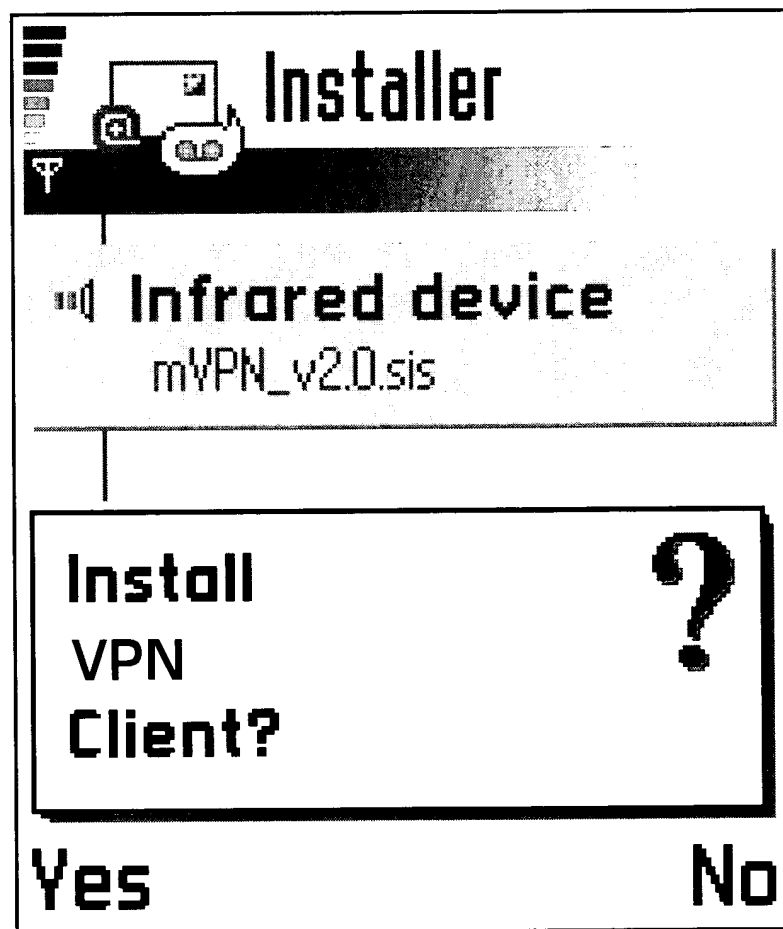 Installer
Infrared device
mVPN_v2.0.sis
Install
VPN
Client?
Yes
No